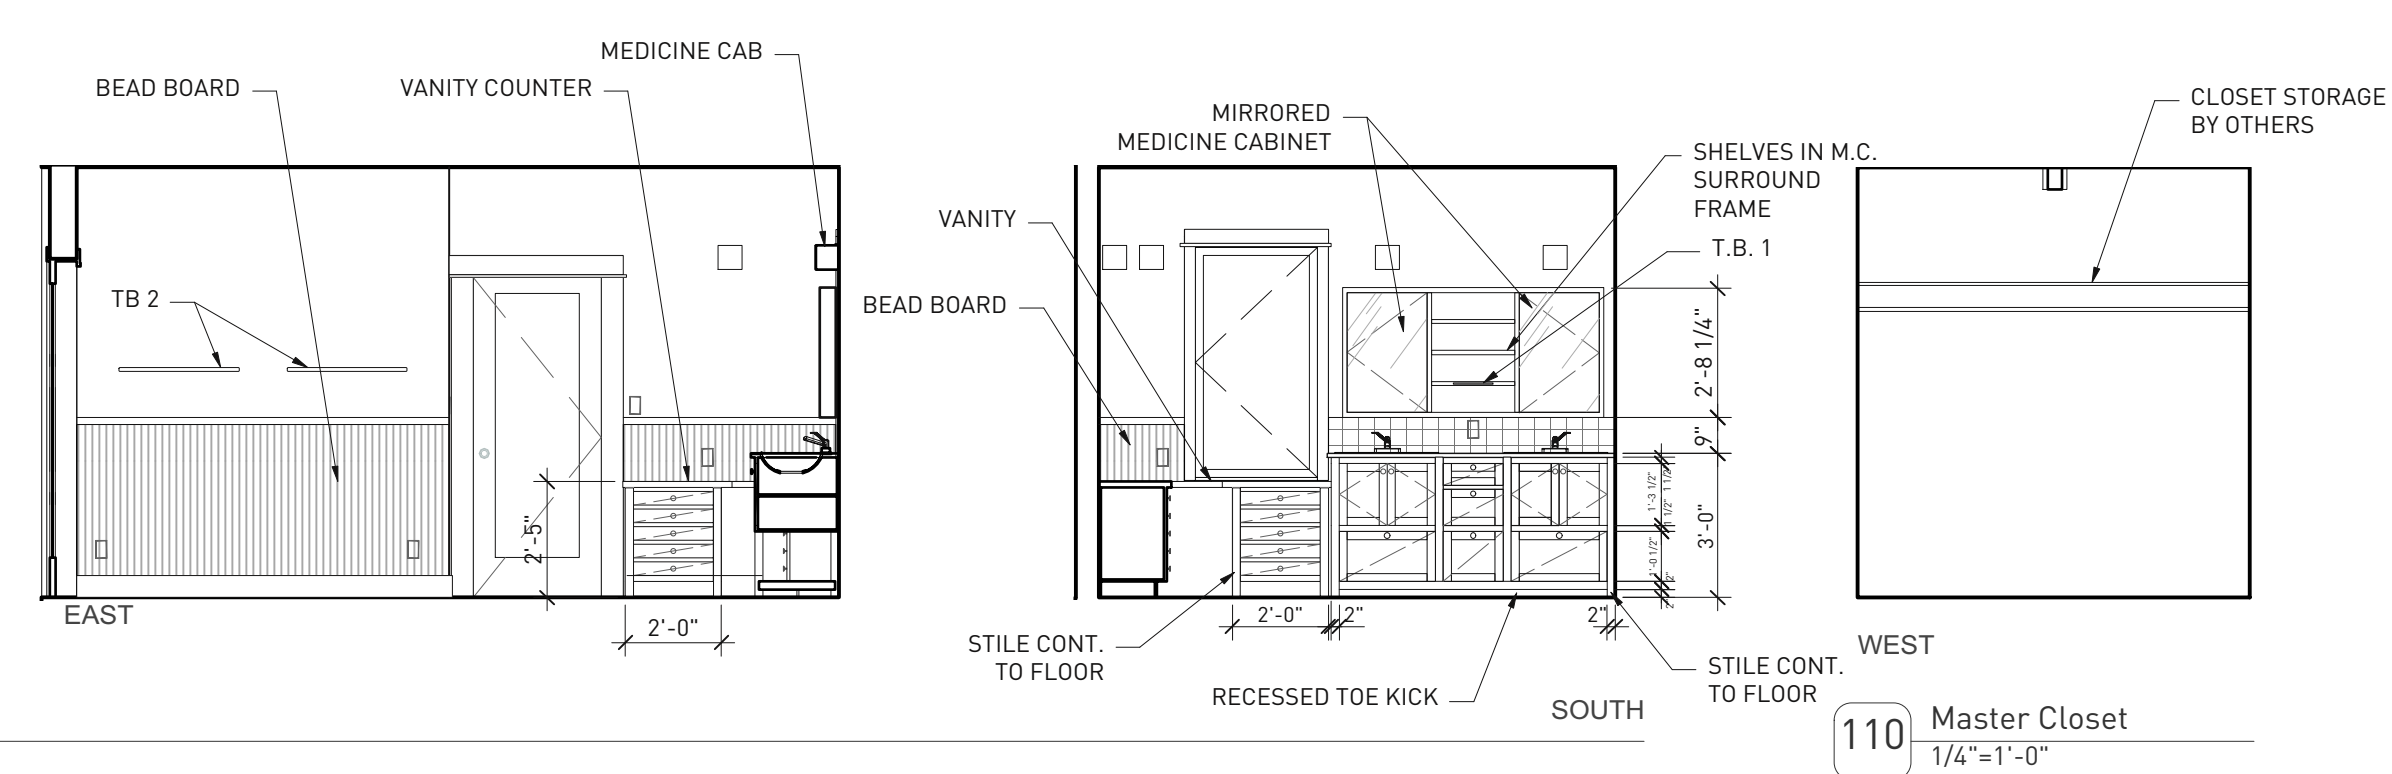 MEDICINE CAB
BEAD BOARD
VANITY COUNTER
TB 2
2'-5"
2'-0"
EAST
MIRRORED
MEDICINE CABINET
SHELVES IN M.C.
SURROUND
FRAME
VANITY
T.B. 1
BEAD BOARD
2'-8 1/4"
9"
3'-0"
1'-3 1/2"
1 1/2"
1 1/2"
1'-0 1/2"
2"
2"
2'-0"
2"
2"
STILE CONT.
TO FLOOR
RECESSED TOE KICK
STILE CONT.
TO FLOOR
SOUTH
CLOSET STORAGE
BY OTHERS
WEST
110
Master Closet
1/4"=1'-0"